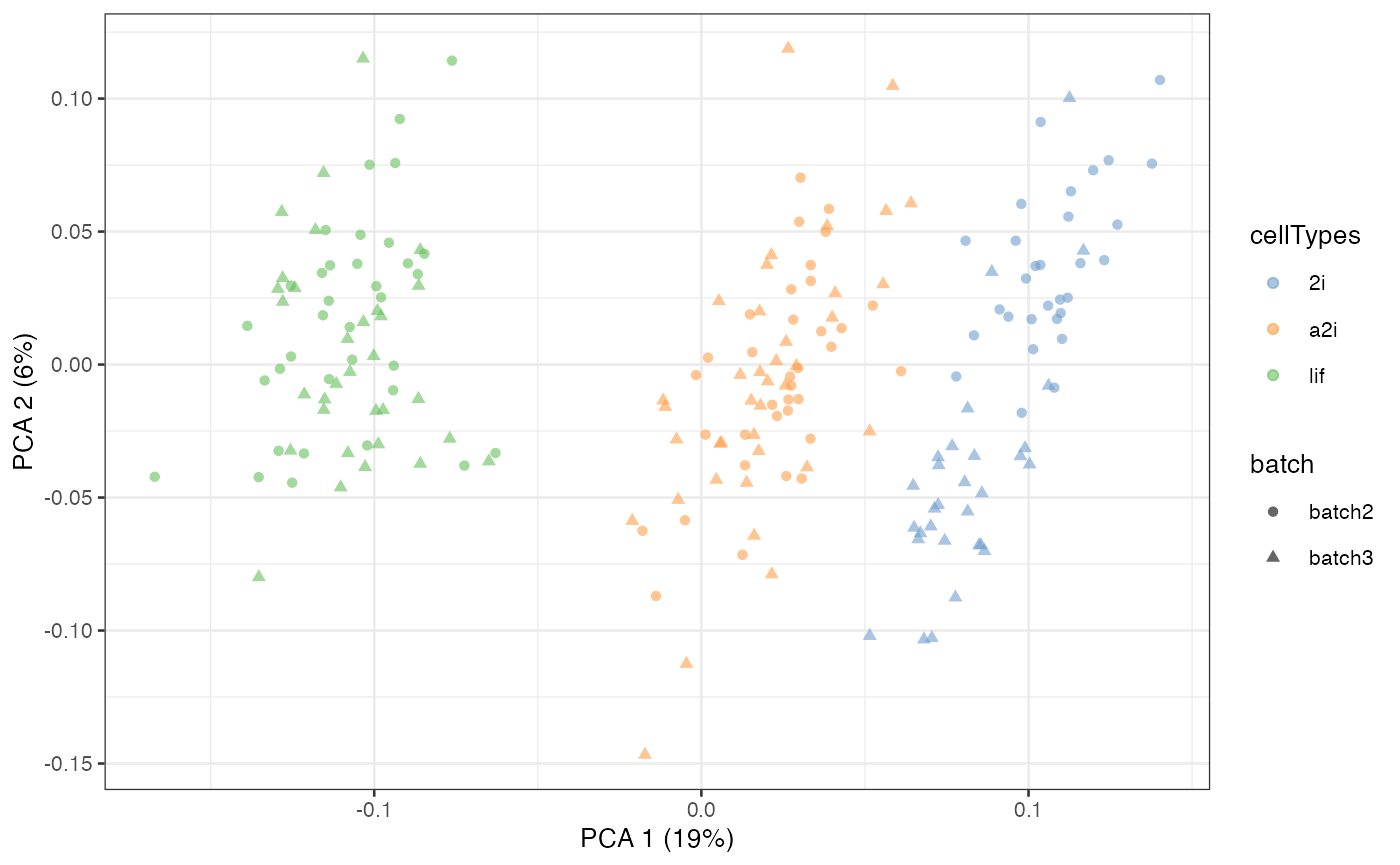 0.10
0.05
0.00
-0.05
-0.10
-0.15
PCA 2 (6%)
-0.1
0.0
0.1
PCA 1 (19%)
cellTypes
2i
a2i
lif
batch
batch2
batch3